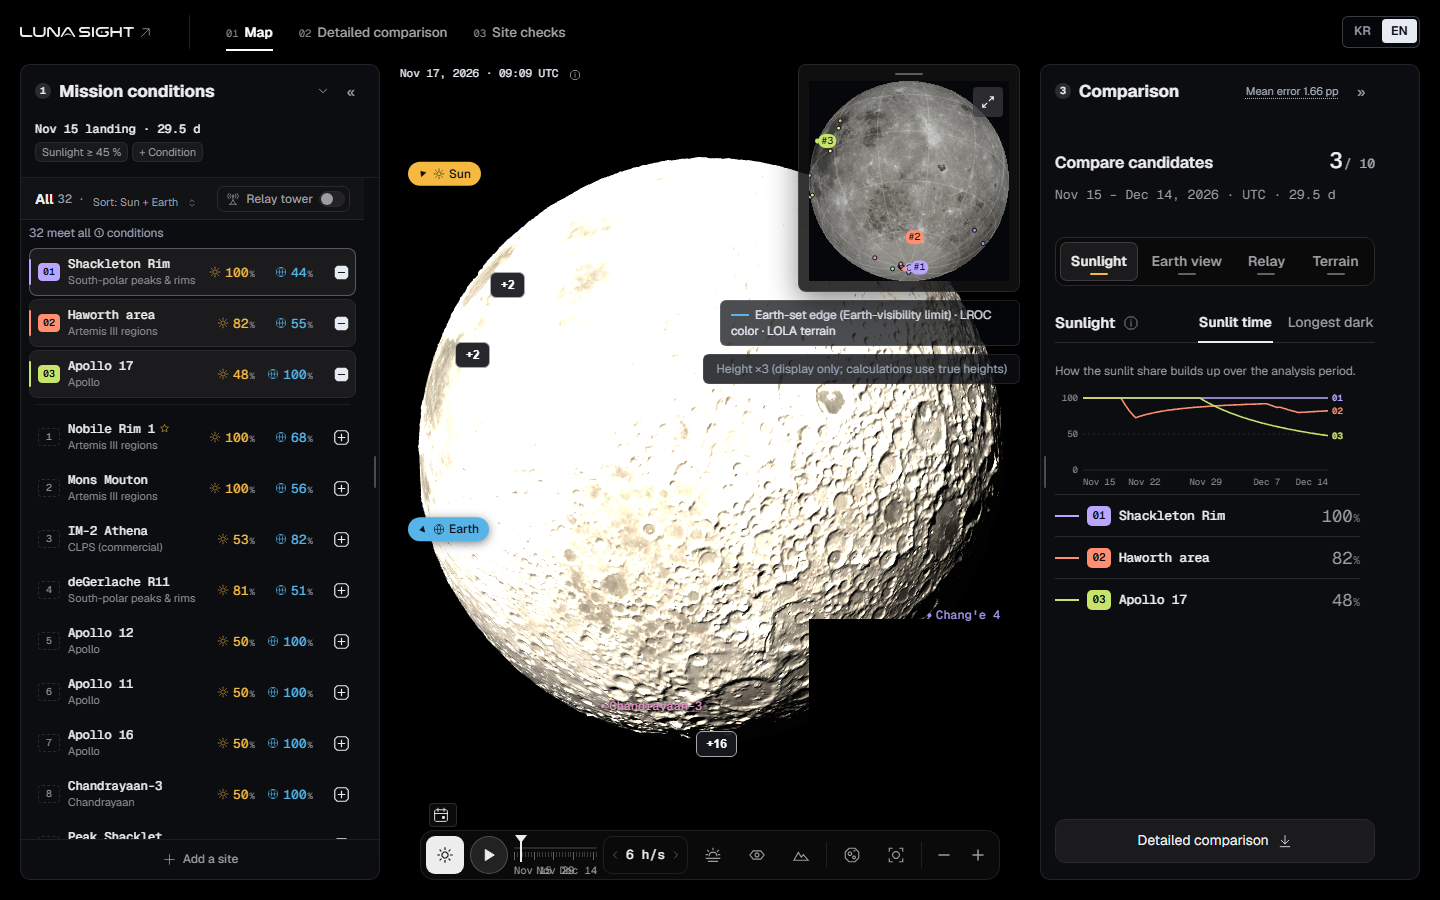 LUNA SIGHT
01 Map
02 Detailed comparison
03 Site checks
KR EN
1 Mission conditions
Nov 15 landing · 29.5 d
Sunlight ≥ 45 %
+ Condition
All 32 · Sort: Sun + Earth
Relay tower
32 meet all conditions
01 Shackleton Rim 100% 44%
South-polar peaks & rims
02 Haworth area 82% 55%
Artemis III regions
03 Apollo 17 48% 100%
Apollo
1 Nobile Rim 1 100% 68%
Artemis III regions
2 Mons Mouton 100% 56%
Artemis III regions
3 IM-2 Athena 53% 82%
CLPS (commercial)
4 deGerlache R11 81% 51%
South-polar peaks & rims
5 Apollo 12 50% 100%
Apollo
6 Apollo 11 50% 100%
Apollo
7 Apollo 16 50% 100%
Apollo
8 Chandrayaan-3 50% 100%
Chandrayaan
Peak Shacklet
+ Add a site
Nov 17, 2026 · 09:09 UTC
Sun
+2
+2
Earth
#3
#2
#1
Earth-set edge (Earth-visibility limit) · LROC
color · LOLA terrain
Height ×3 (display only; calculations use true heights)
Chang'e 4
Chandrayaan-3
+16
Nov 15 Nov 29 Dec 14
6 h/s
3 Comparison
Mean error 1.66 pp
Compare candidates 3 / 10
Nov 15 – Dec 14, 2026 · UTC · 29.5 d
Sunlight Earth view Relay Terrain
Sunlight Sunlit time Longest dark
How the sunlit share builds up over the analysis period.
100
50
0
01
02
03
Nov 15 Nov 22 Nov 29 Dec 7 Dec 14
01 Shackleton Rim 100%
02 Haworth area 82%
03 Apollo 17 48%
Detailed comparison